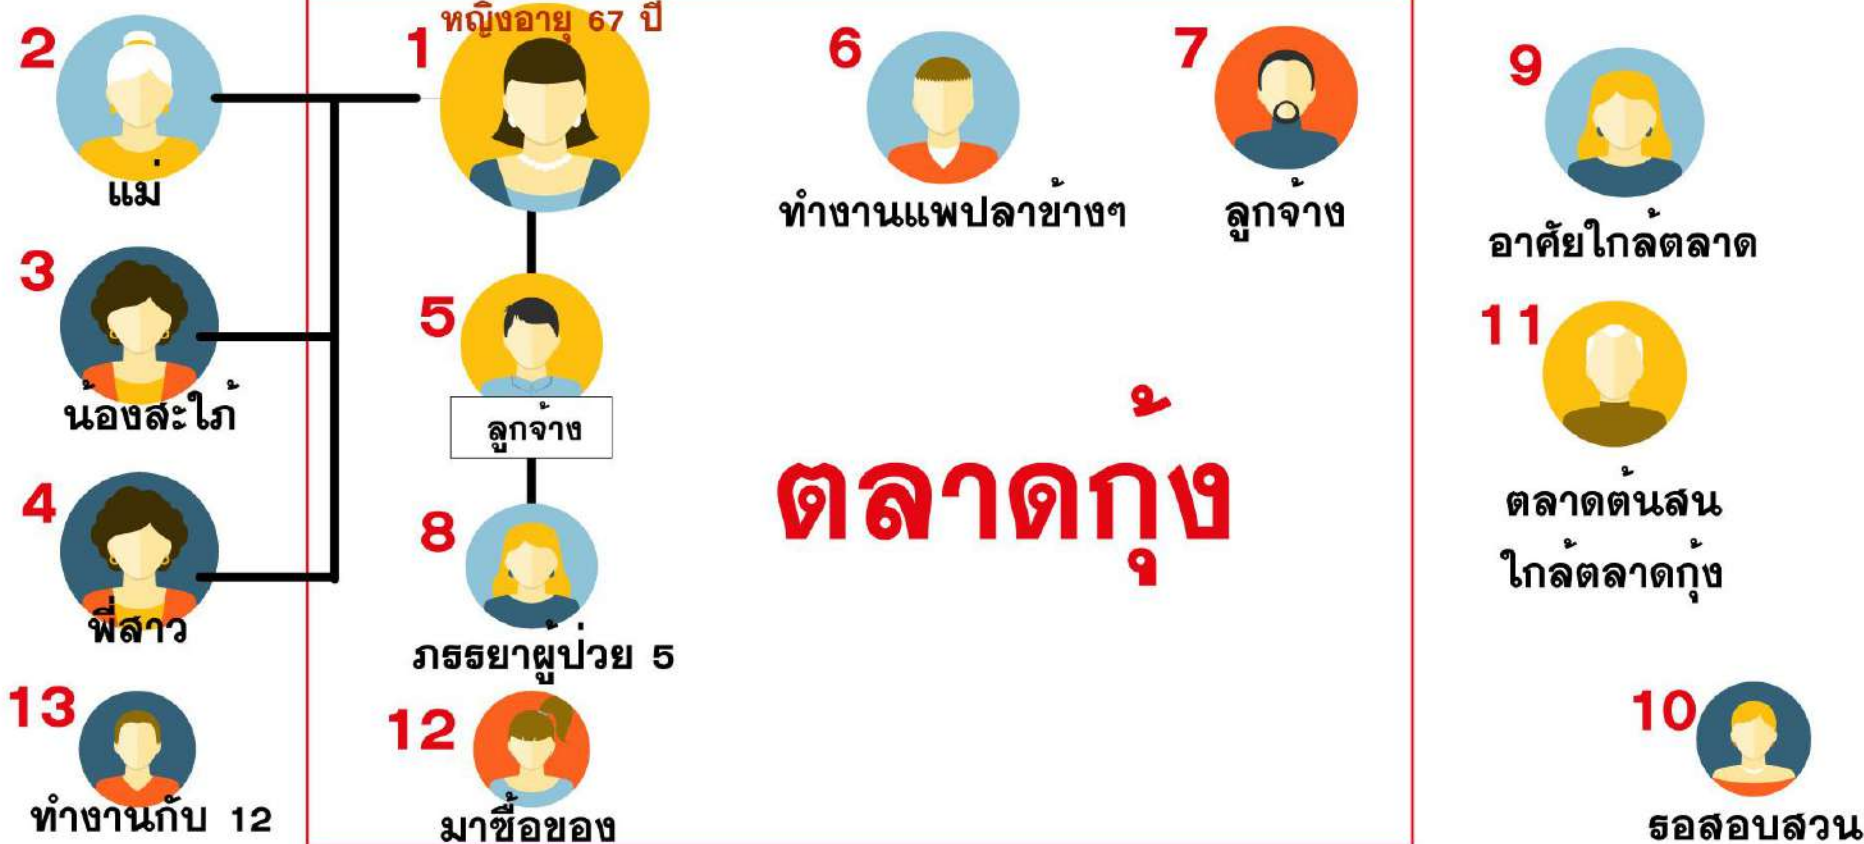 หญิงอายุ 67 ปี
2
1
6
7
9
แม่
ทำงานแพปลาข้างๆ
ลูกจ้าง
อาศัยใกล้ตลาด
3
5
11
น้องสะใภ้
ลูกจ้าง
ตลาดกุ้ง
4
8
ตลาดต้นสน
ใกล้ตลาดกุ้ง
พี่สาว
ภรรยาผู้ป่วย 5
13
12
10
ทำงานกับ 12
มาซื้อของ
รอสอบสวน